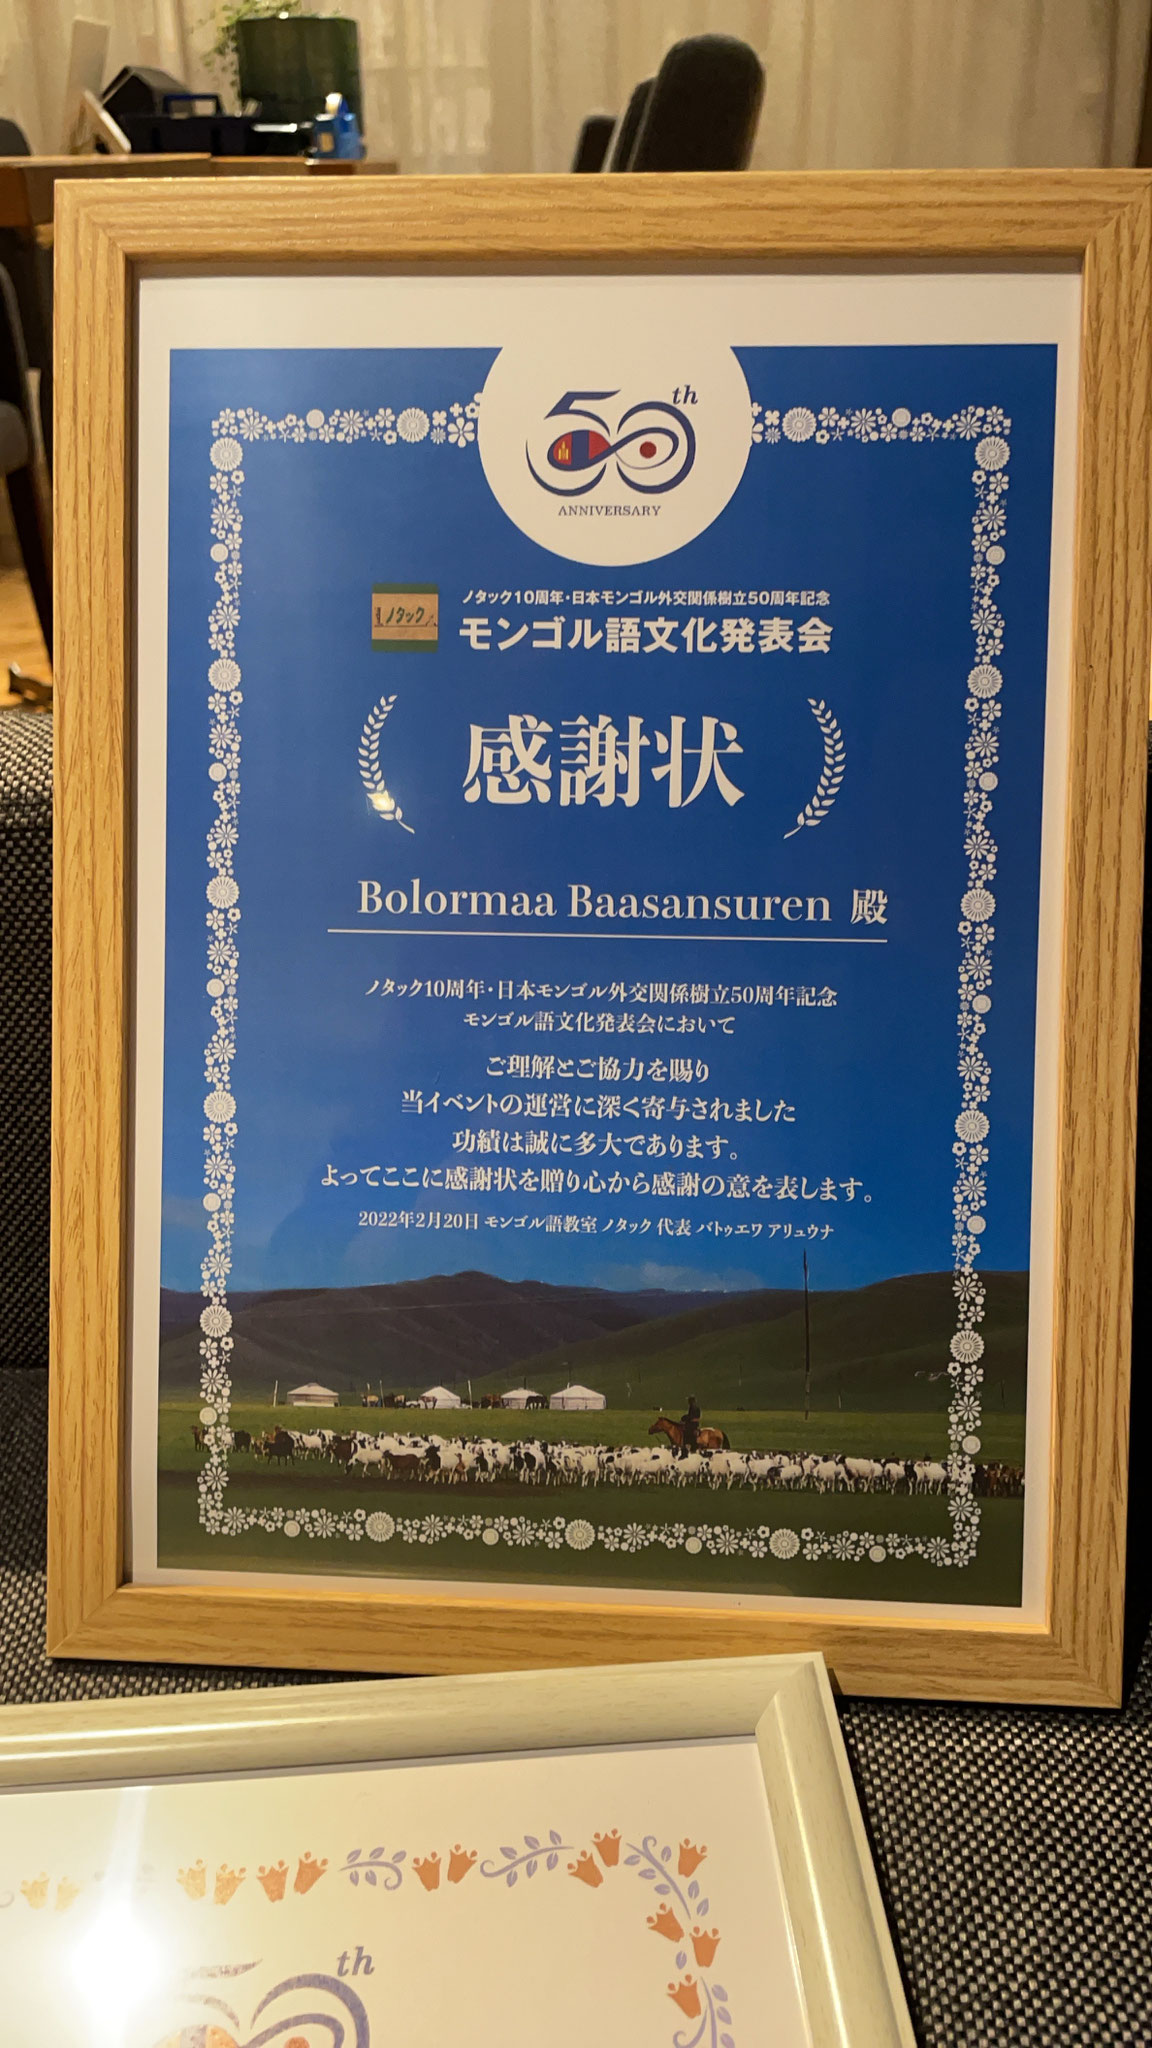 50th
ANNIVERSARY
ノタック10周年・日本モンゴル外交関係樹立50周年記念
ノタック
モンゴル語文化発表会
感謝状
Bolormaa Baasansuren 殿
ノタック10周年・日本モンゴル外交関係樹立50周年記念
モンゴル語文化発表会において
ご理解とご協力を賜り
当イベントの運営に深く寄与されました
功績は誠に多大であります。
よってここに感謝状を贈り心から感謝の意を表します。
2022年2月20日 モンゴル語教室 ノタック 代表 バトゥエワ アリュウナ
50th